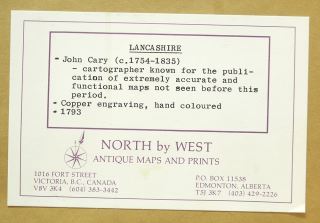 LANCASHIRE
- John Cary (c.1754-1835)
- cartographer known for the publi-
cation of extremely accurate and
functional maps not seen before this
period.
- Copper engraving, hand coloured
- 1793
NORTH by WEST
ANTIQUE MAPS AND PRINTS
1016 FORT STREET
VICTORIA, B.C., CANADA
V8V 3K4 (604) 383-3442
P.O. BOX 11538
EDMONTON, ALBERTA
T5J 3K7 (403) 429-2226